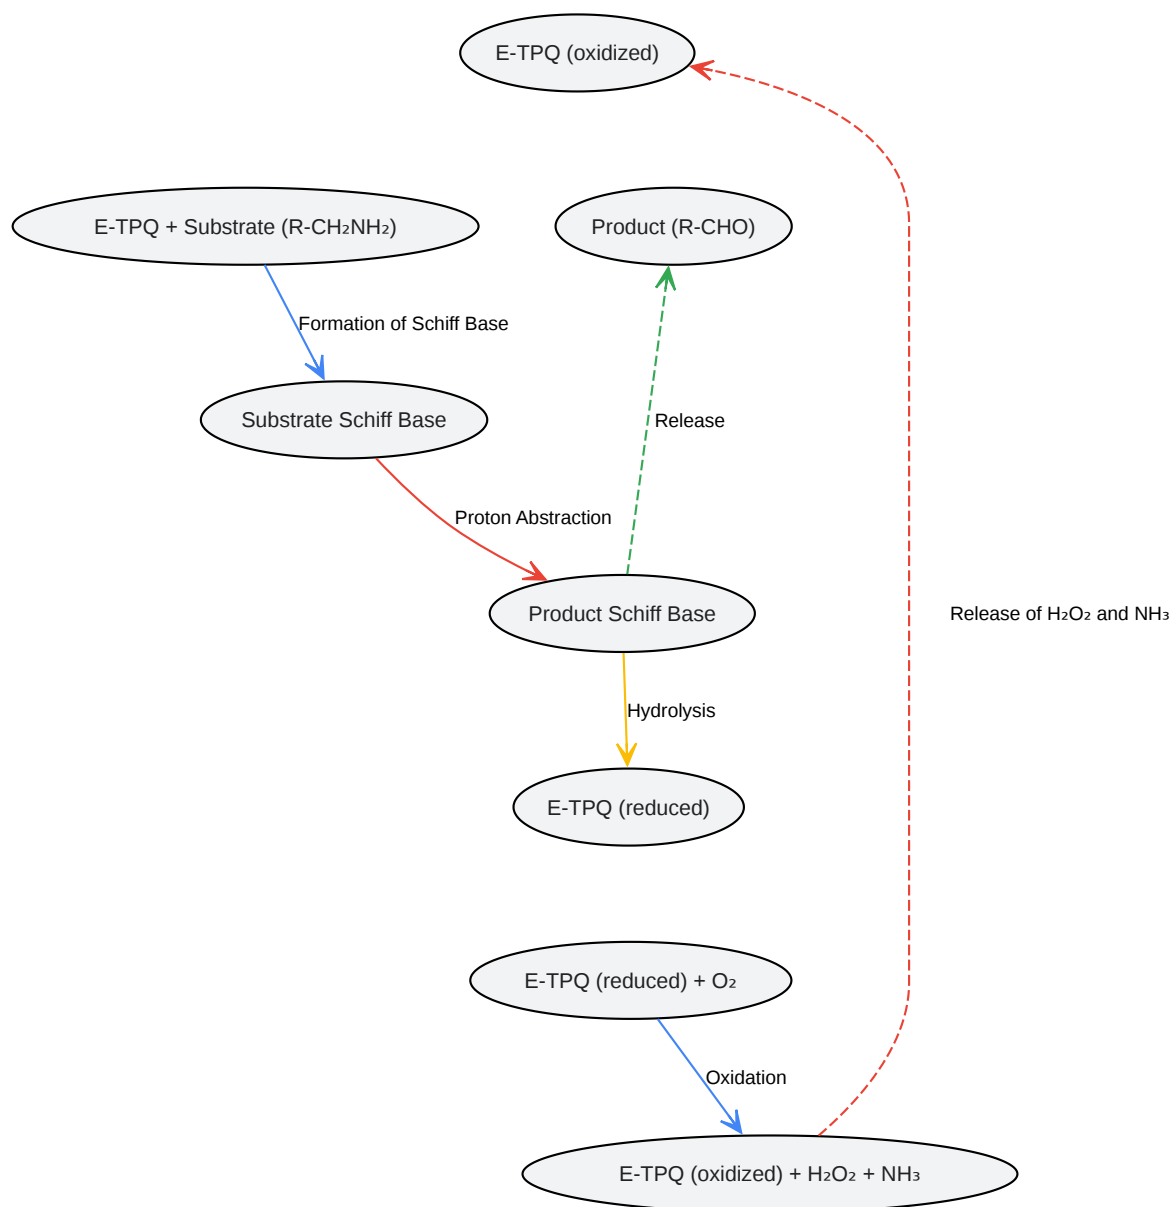 E-TPQ (oxidized)
E-TPQ + Substrate (R-CH₂NH₂)
Product (R-CHO)
Formation of Schiff Base
Substrate Schiff Base
Release
Proton Abstraction
Product Schiff Base
Release of H₂O₂ and NH₃
Hydrolysis
E-TPQ (reduced)
E-TPQ (reduced) + O₂
Oxidation
E-TPQ (oxidized) + H₂O₂ + NH₃